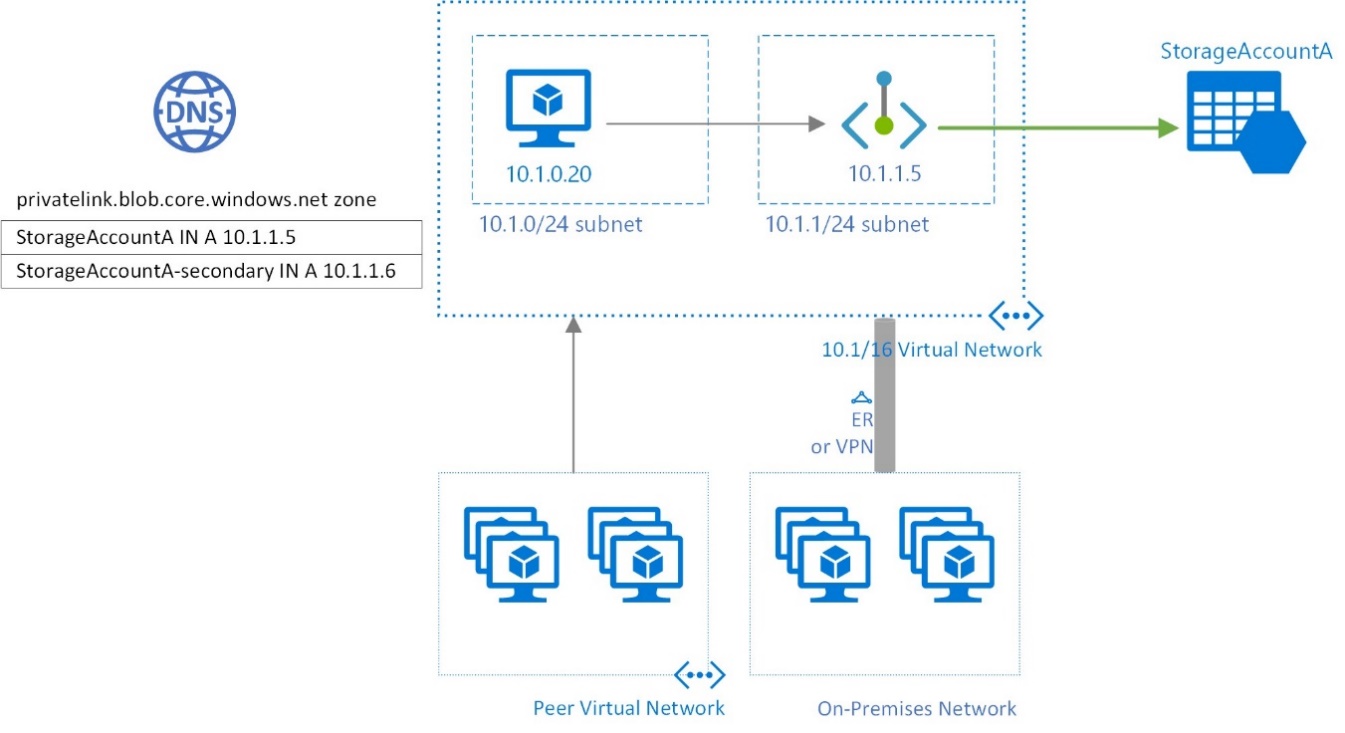 DNS
privatelink.blob.core.windows.net zone
StorageAccountA IN A 10.1.1.5
StorageAccountA-secondary IN A 10.1.1.6
10.1.0.20
10.1.0/24 subnet
10.1.1.5
10.1.1/24 subnet
StorageAccountA
10.1/16 Virtual Network
ER
or VPN
Peer Virtual Network
On-Premises Network